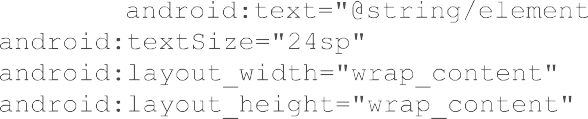 android:text="@string/element
android:textSize="24sp"
android:layout_width="wrap_content"
android:layout_height="wrap_content"